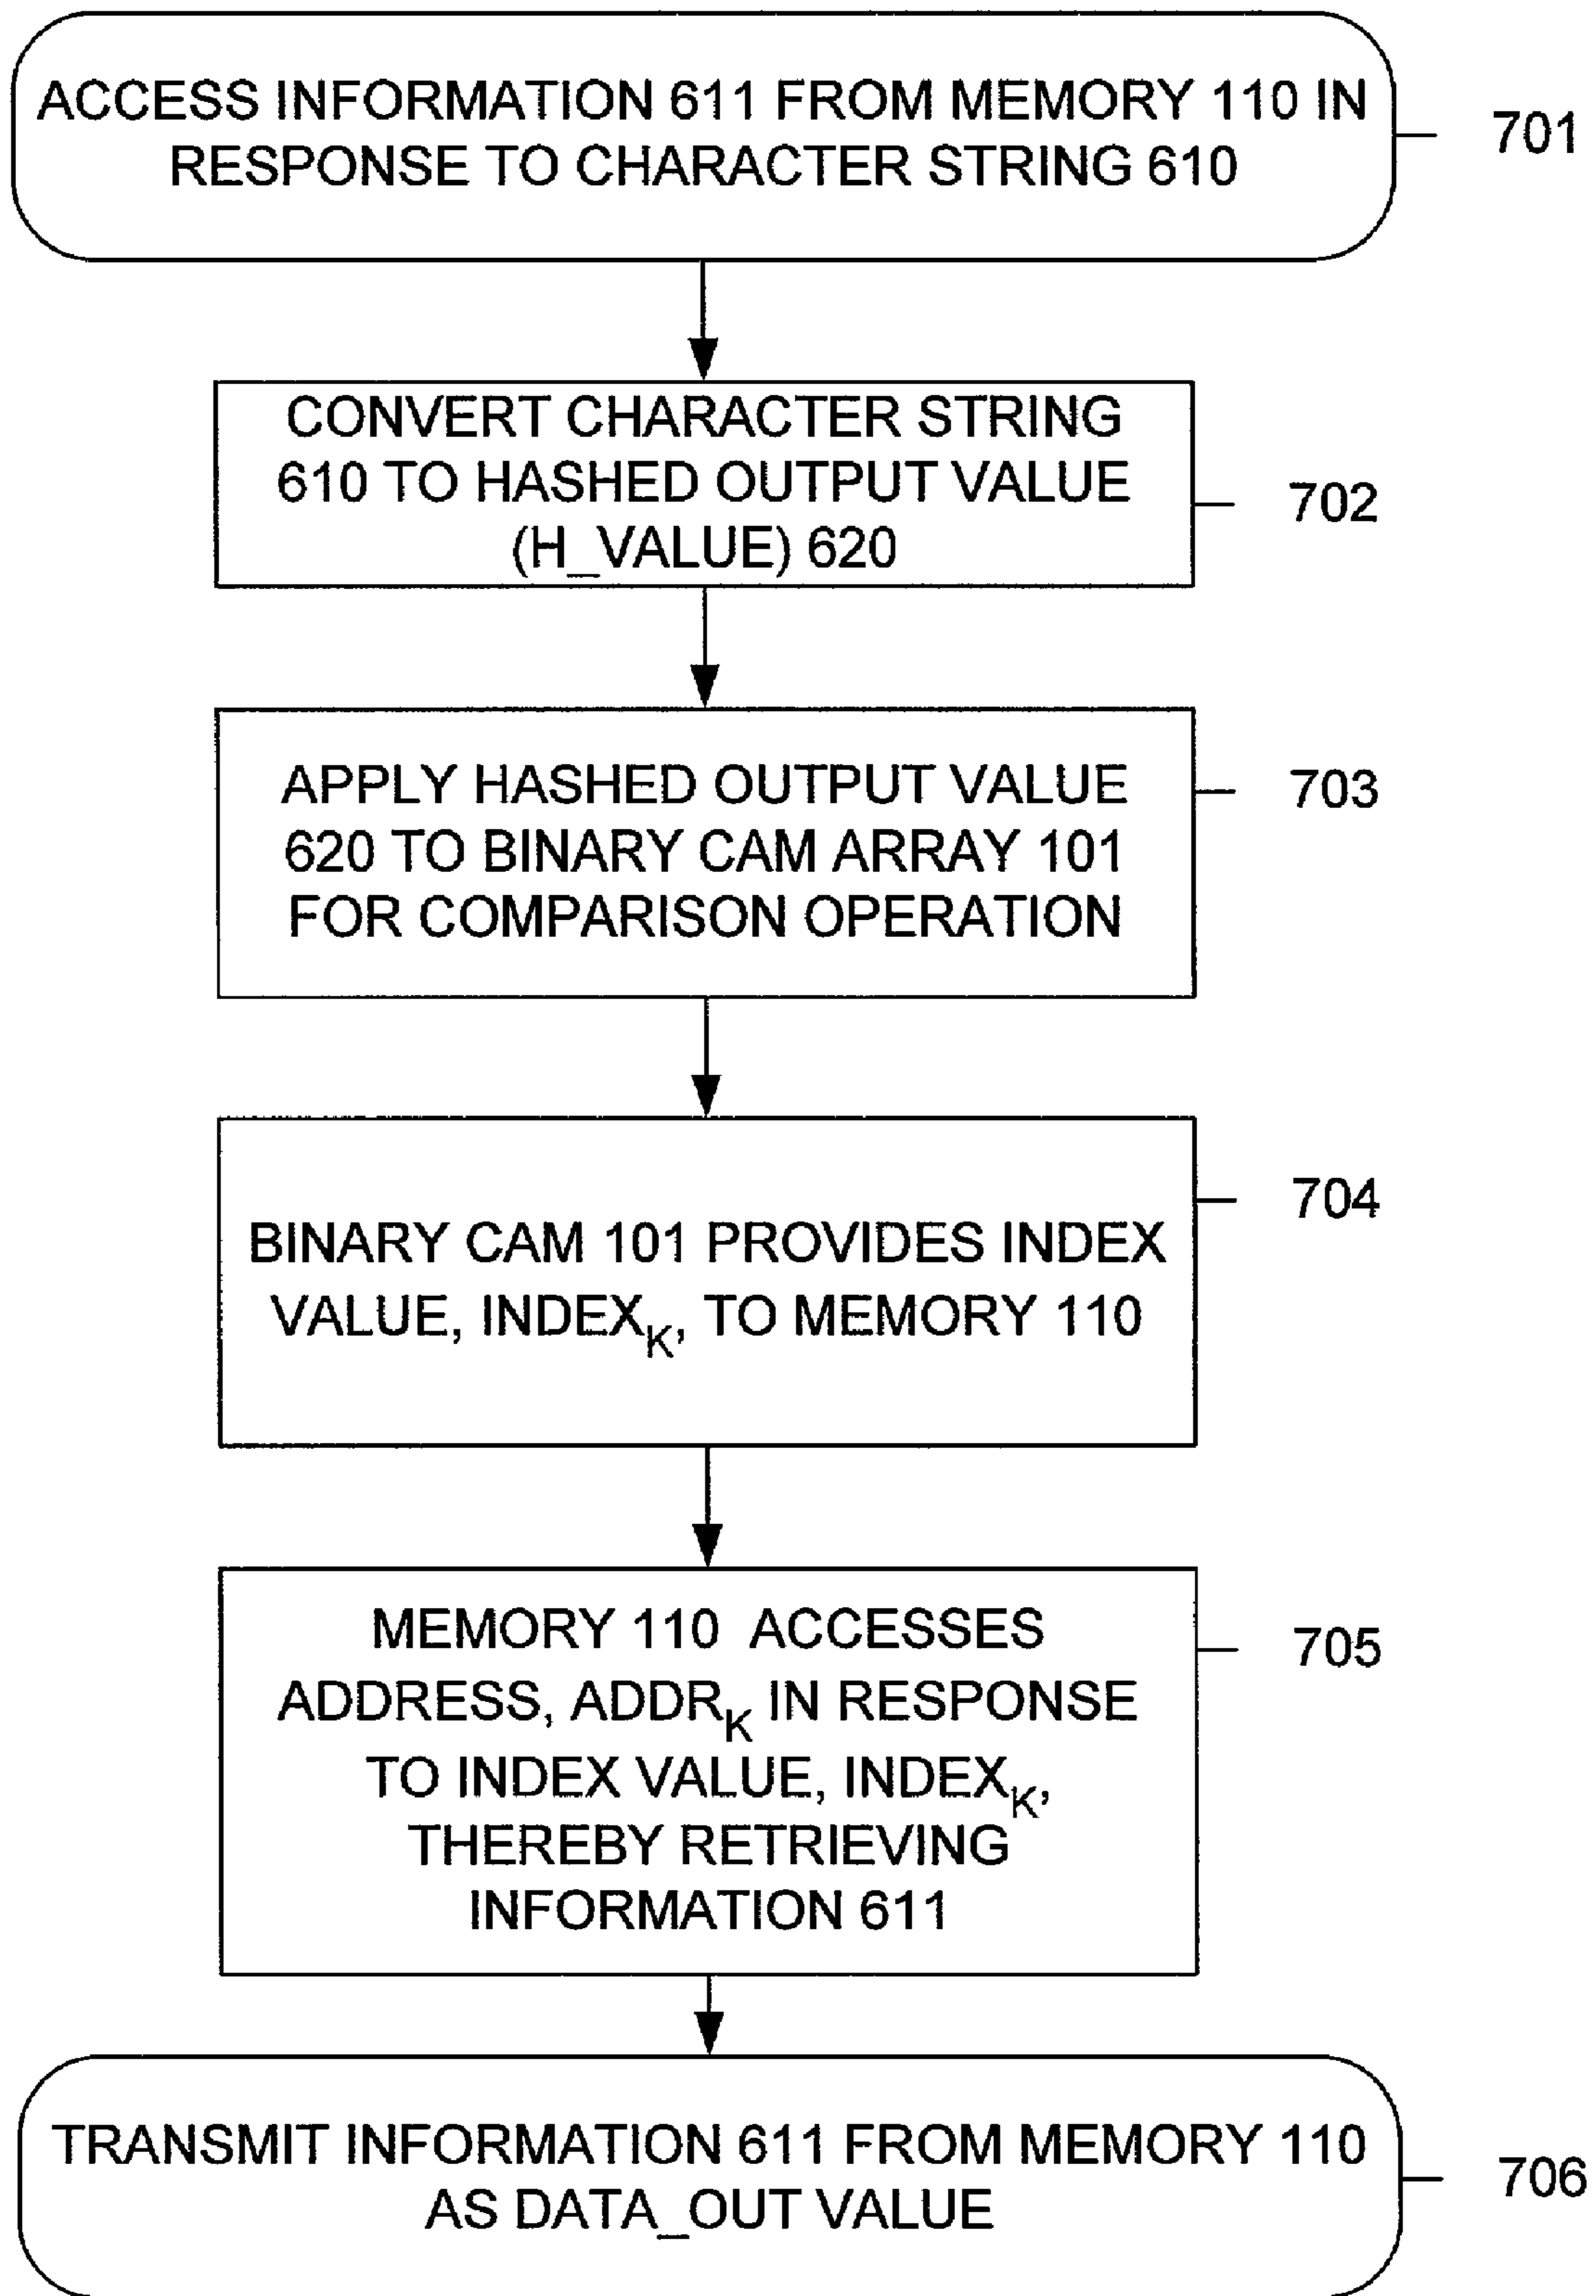 ACCESS INFORMATION 611 FROM MEMORY 110 IN
RESPONSE TO CHARACTER STRING 610
701
CONVERT CHARACTER STRING
610 TO HASHED OUTPUT VALUE
(H_VALUE) 620
702
APPLY HASHED OUTPUT VALUE
620 TO BINARY CAM ARRAY 101
FOR COMPARISON OPERATION
703
BINARY CAM 101 PROVIDES INDEX
VALUE, INDEX_K, TO MEMORY 110
704
MEMORY 110 ACCESSES
ADDRESS, ADDR_K IN RESPONSE
TO INDEX VALUE, INDEX_K,
THEREBY RETRIEVING
INFORMATION 611
705
TRANSMIT INFORMATION 611 FROM MEMORY 110
AS DATA_OUT VALUE
706